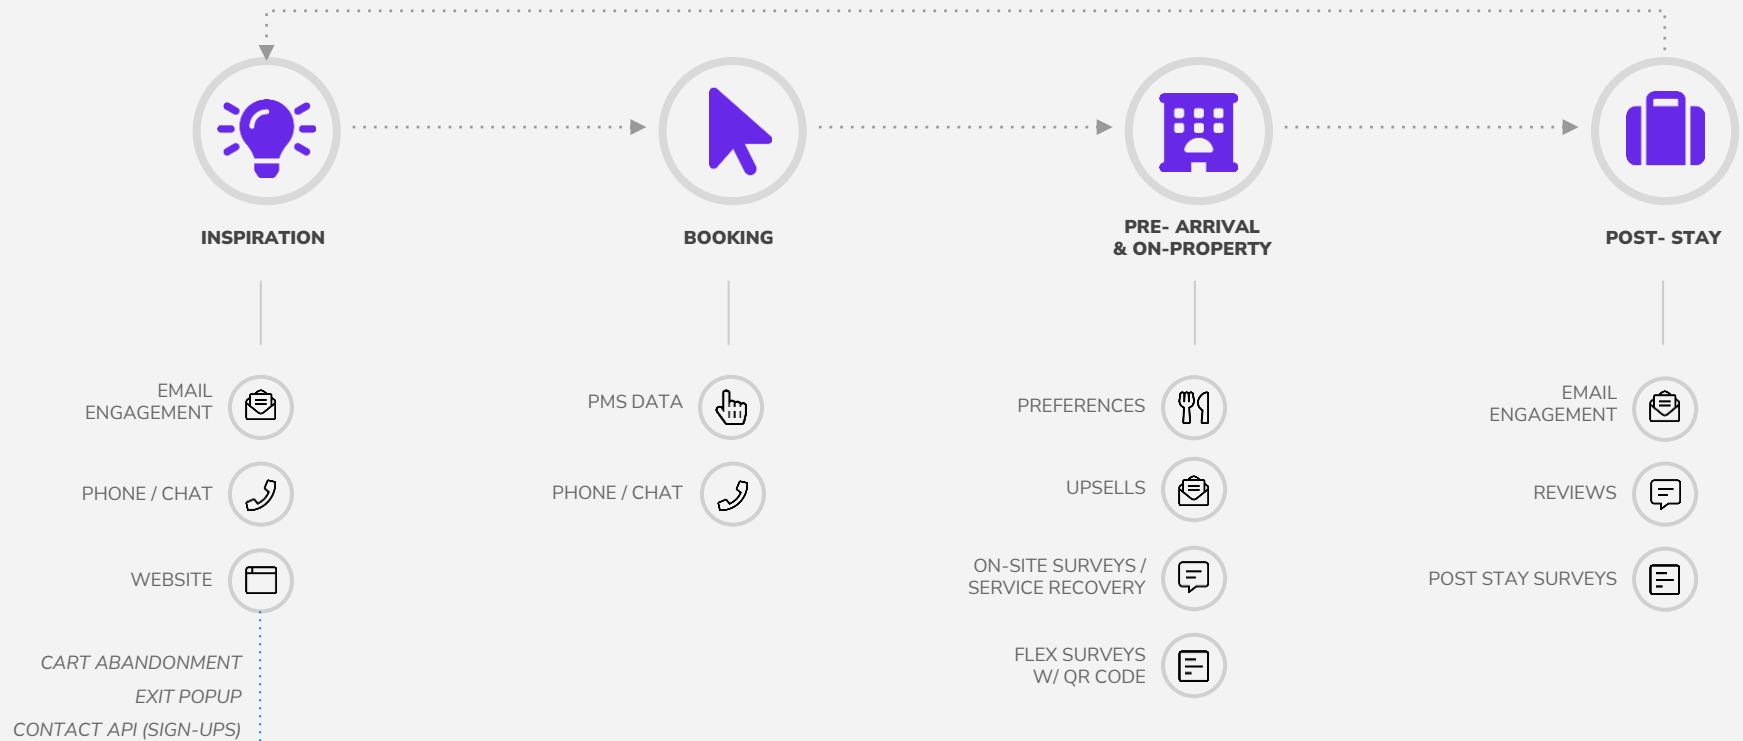 INSPIRATION
BOOKING
PRE- ARRIVAL
& ON-PROPERTY
POST- STAY
EMAIL
ENGAGEMENT
PHONE / CHAT
WEBSITE
CART ABANDONMENT
EXIT POPUP
CONTACT API (SIGN-UPS)
PMS DATA
PHONE / CHAT
PREFERENCES
UPSELLS
ON-SITE SURVEYS /
SERVICE RECOVERY
FLEX SURVEYS
W/ QR CODE
EMAIL
ENGAGEMENT
REVIEWS
POST STAY SURVEYS